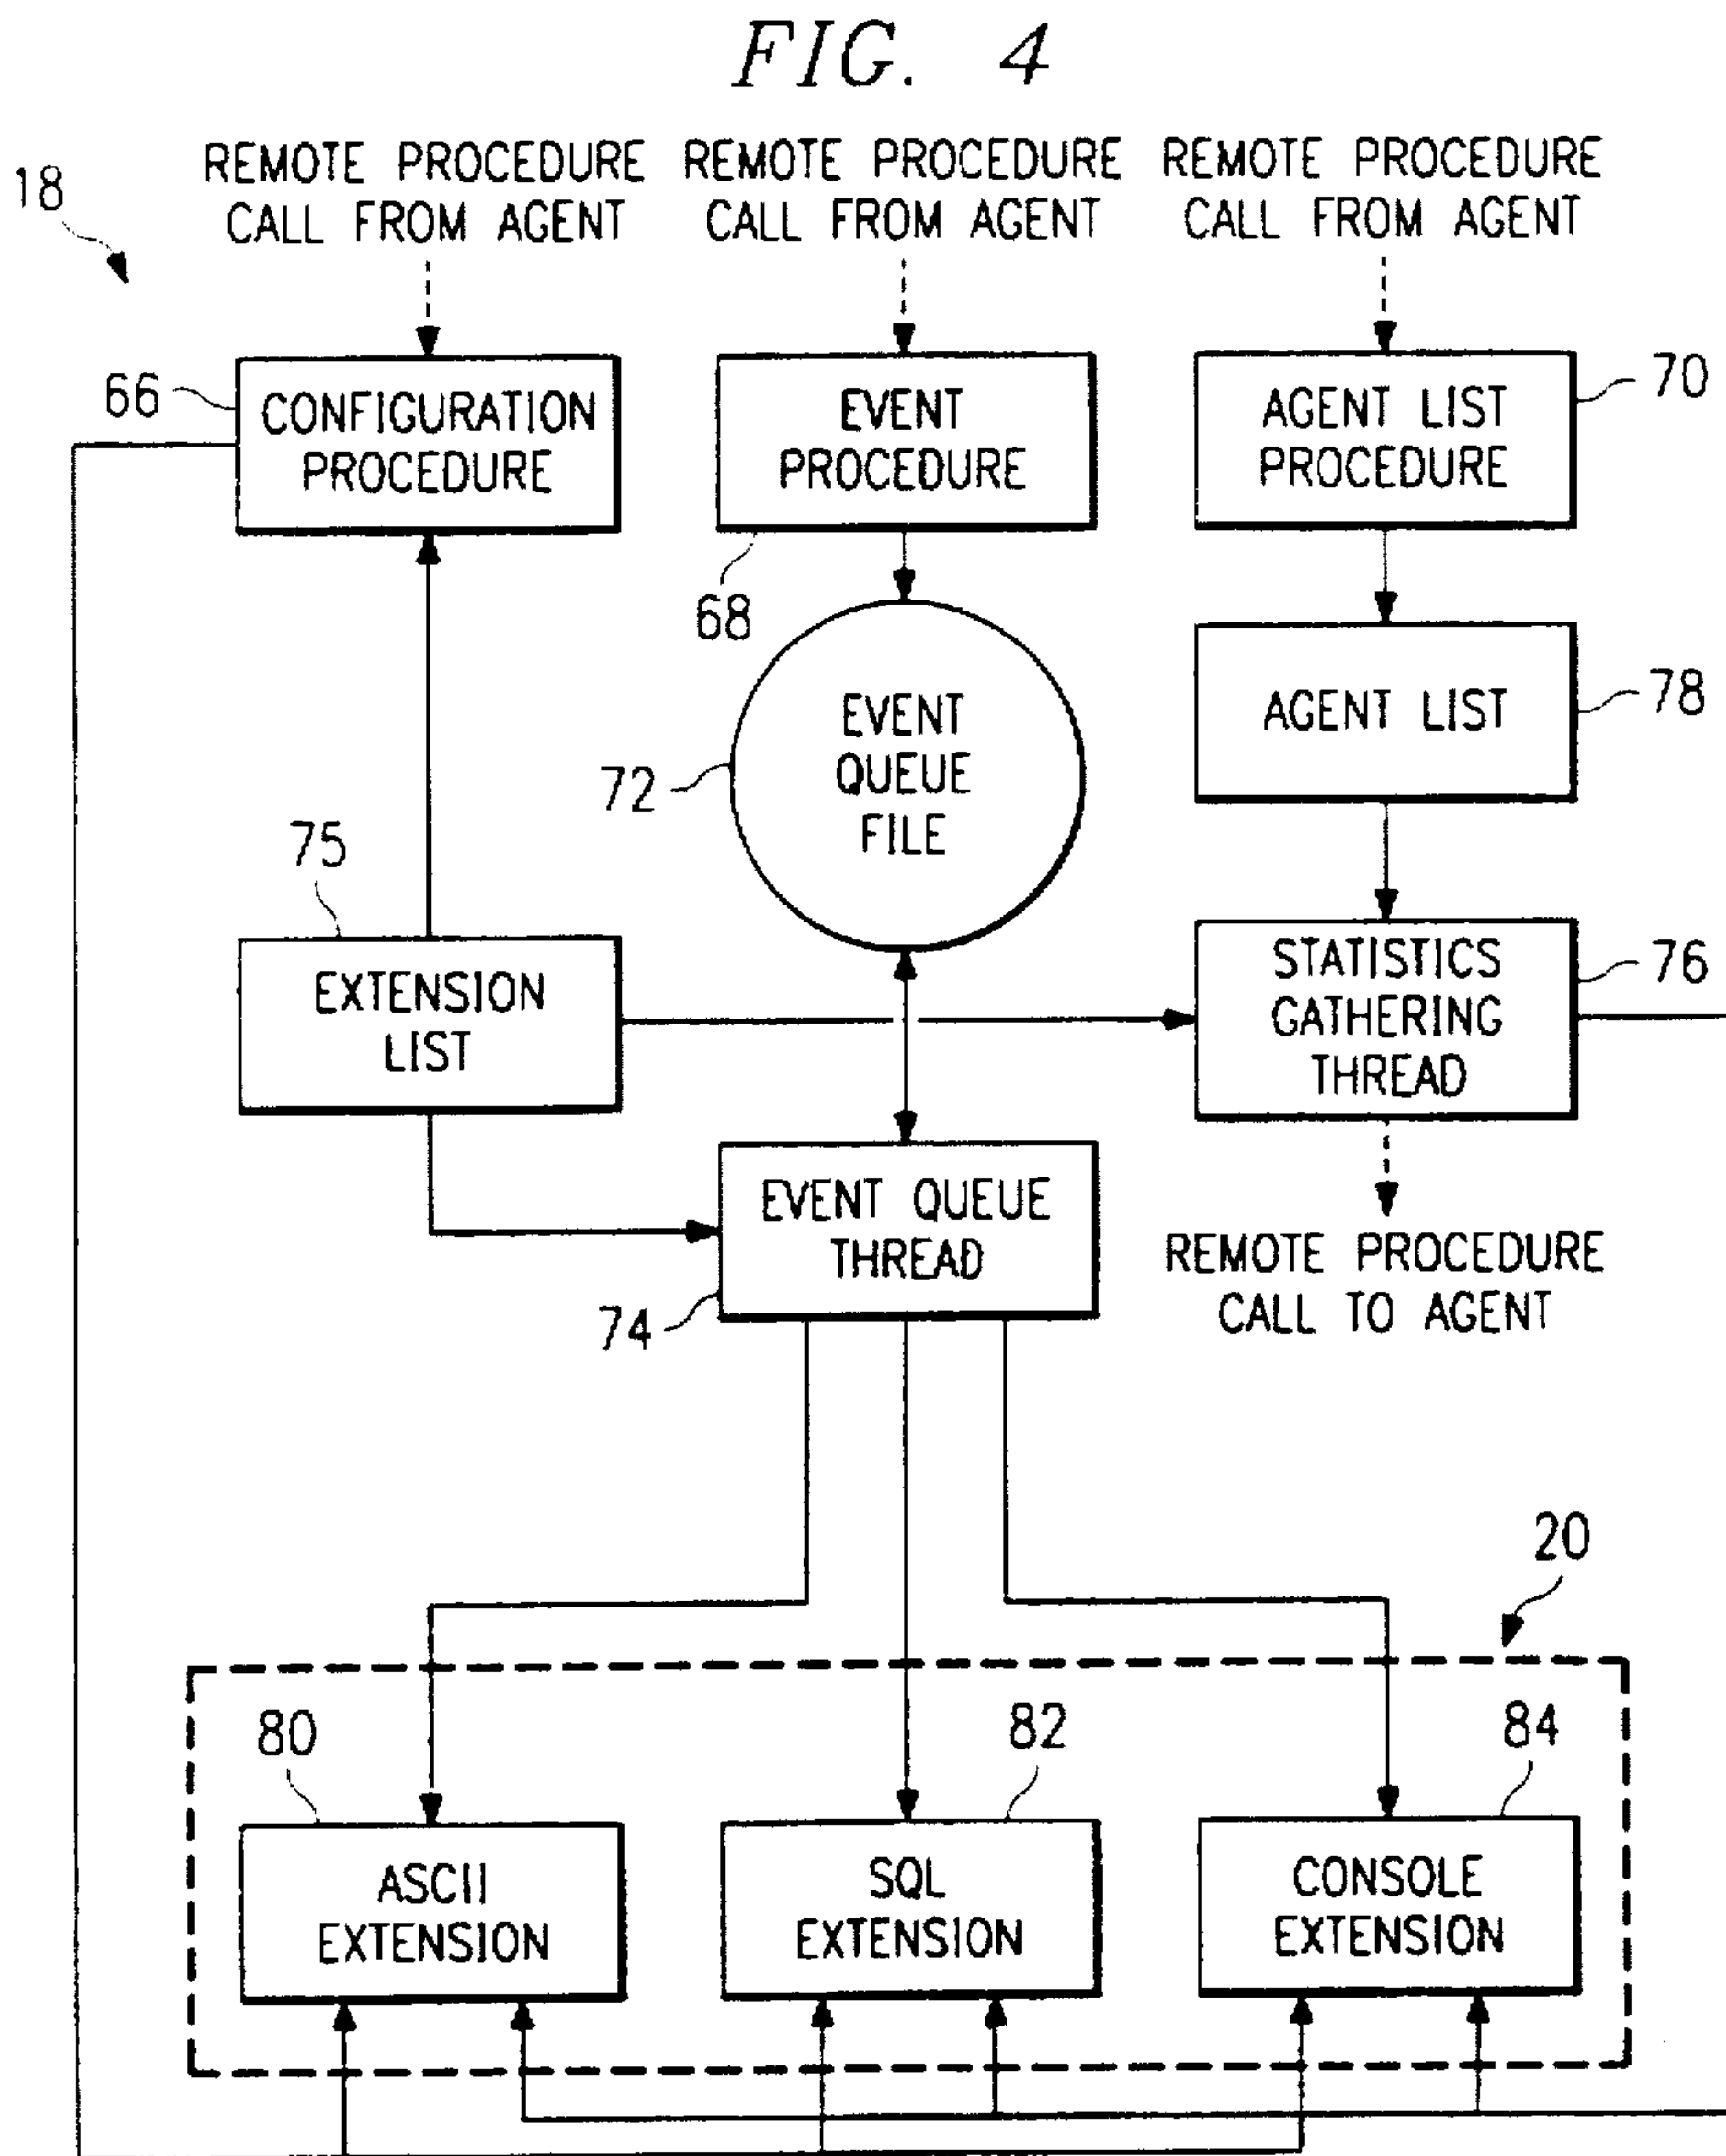 FIG. 4
18
REMOTE PROCEDURE
CALL FROM AGENT
REMOTE PROCEDURE
CALL FROM AGENT
REMOTE PROCEDURE
CALL FROM AGENT
66
CONFIGURATION
PROCEDURE
EVENT
PROCEDURE
68
AGENT LIST
PROCEDURE
70
EVENT
QUEUE
FILE
72
AGENT LIST
78
75
EXTENSION
LIST
STATISTICS
GATHERING
THREAD
76
EVENT QUEUE
THREAD
74
REMOTE PROCEDURE
CALL TO AGENT
20
80
ASCII
EXTENSION
82
SQL
EXTENSION
84
CONSOLE
EXTENSION